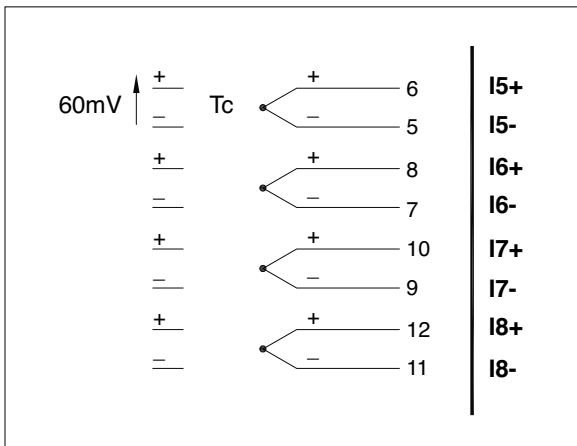 + + 6 I5+
60mV Tc
– – 5 I5-
+ + 8 I6+
– – 7 I6-
+ + 10 I7+
– – 9 I7-
+ + 12 I8+
– – 11 I8-